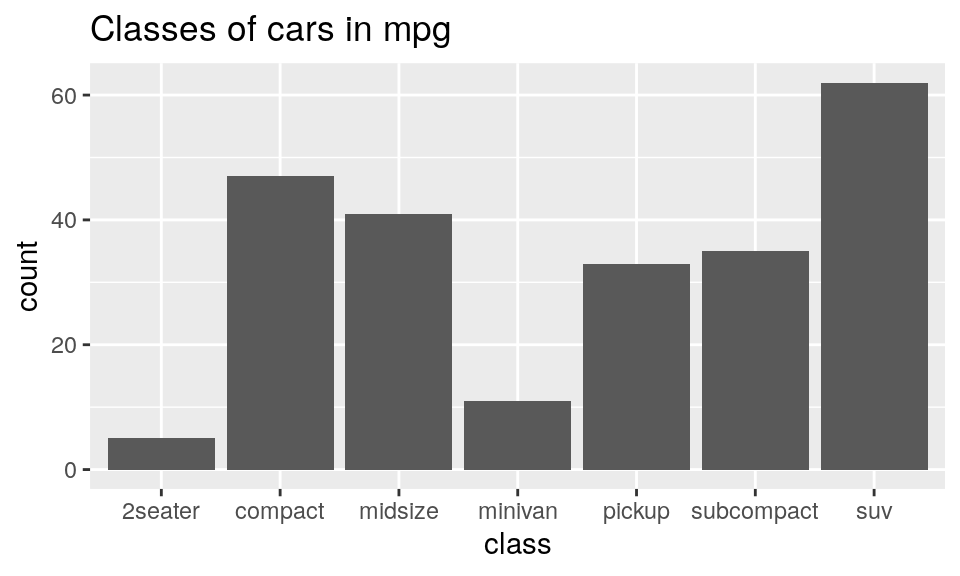 Classes of cars in mpg
60
40
20
0
count
2seater compact midsize minivan pickup subcompact suv
class